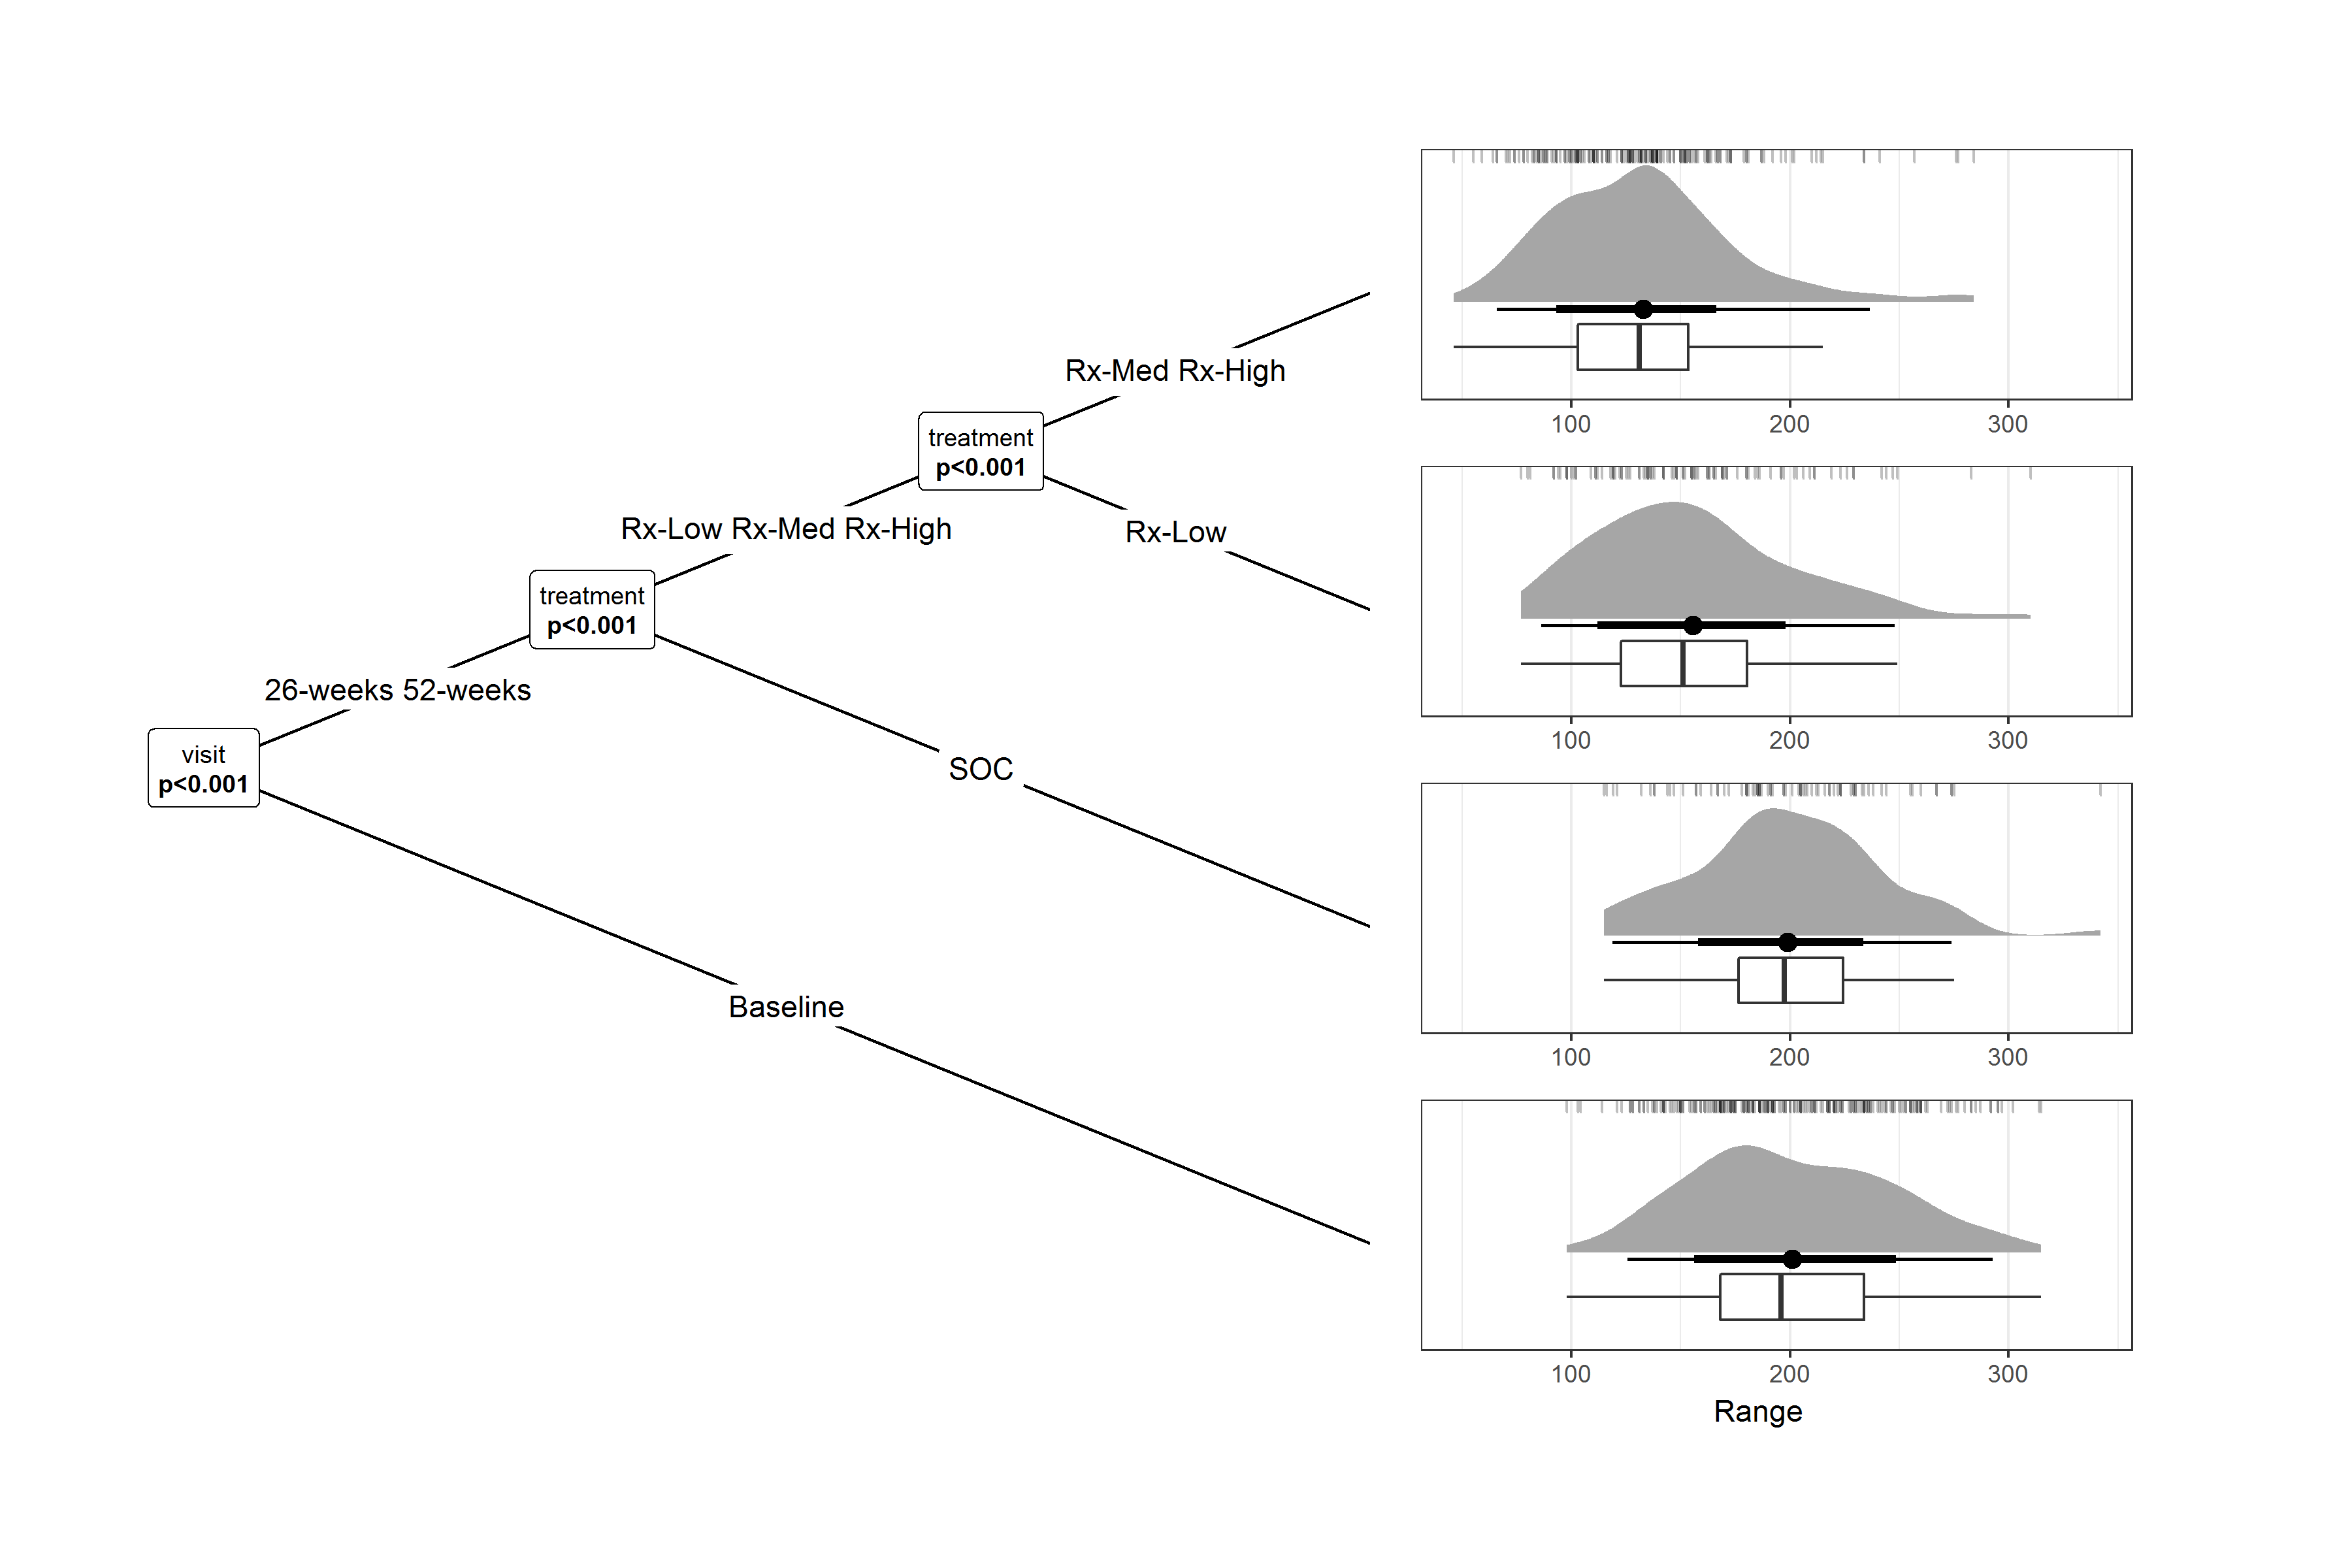 100 200 300
Rx-Med Rx-High
treatment
p<0.001
Rx-Low Rx-Med Rx-High
Rx-Low
treatment
p<0.001
26-weeks 52-weeks
100 200 300
visit
p<0.001
SOC
Baseline
100 200 300
100 200 300
Range